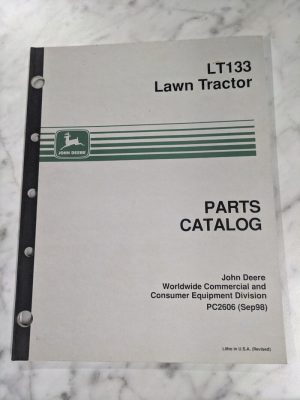 LT133
Lawn Tractor
JOHN DEERE
PARTS
CATALOG
John Deere
Worldwide Commercial and
Consumer Equipment Division
PC2606 (Sep98)
Litho in U.S.A. (Revised)